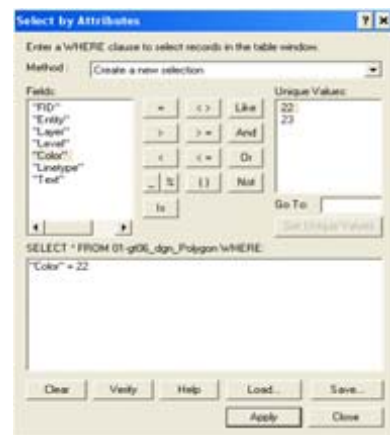 Select by Attributes
Enter a WHERE clause to select records in the table window.
Method : Create a new selection
Fields: Unique Values:
"FID" = < > Like 22
"Entity" 23
"Layer" > > = And
"Level"
"Color" < < = Or
"Linetype"
"Text" _ % ( ) Not
Is Go To:
Get Unique Values
SELECT * FROM 01-gt06_dgn_Polygon WHERE:
"Color" = 22
Clear Verify Help Load... Save...
Apply Close